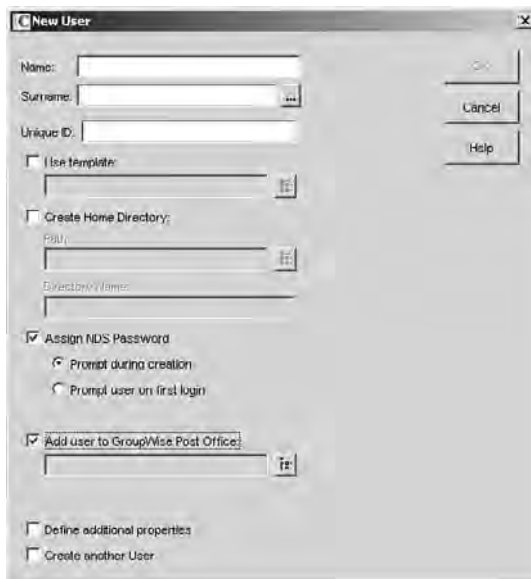 New User
Name:
Surname:
...
Unique ID:
Use template:
Create Home Directory:
Path:
Directory Name:
Assign NDS Password
Prompt during creation
Prompt user on first login
Add user to GroupWise Post Office:
Define additional properties
Create another User
OK
Cancel
Help